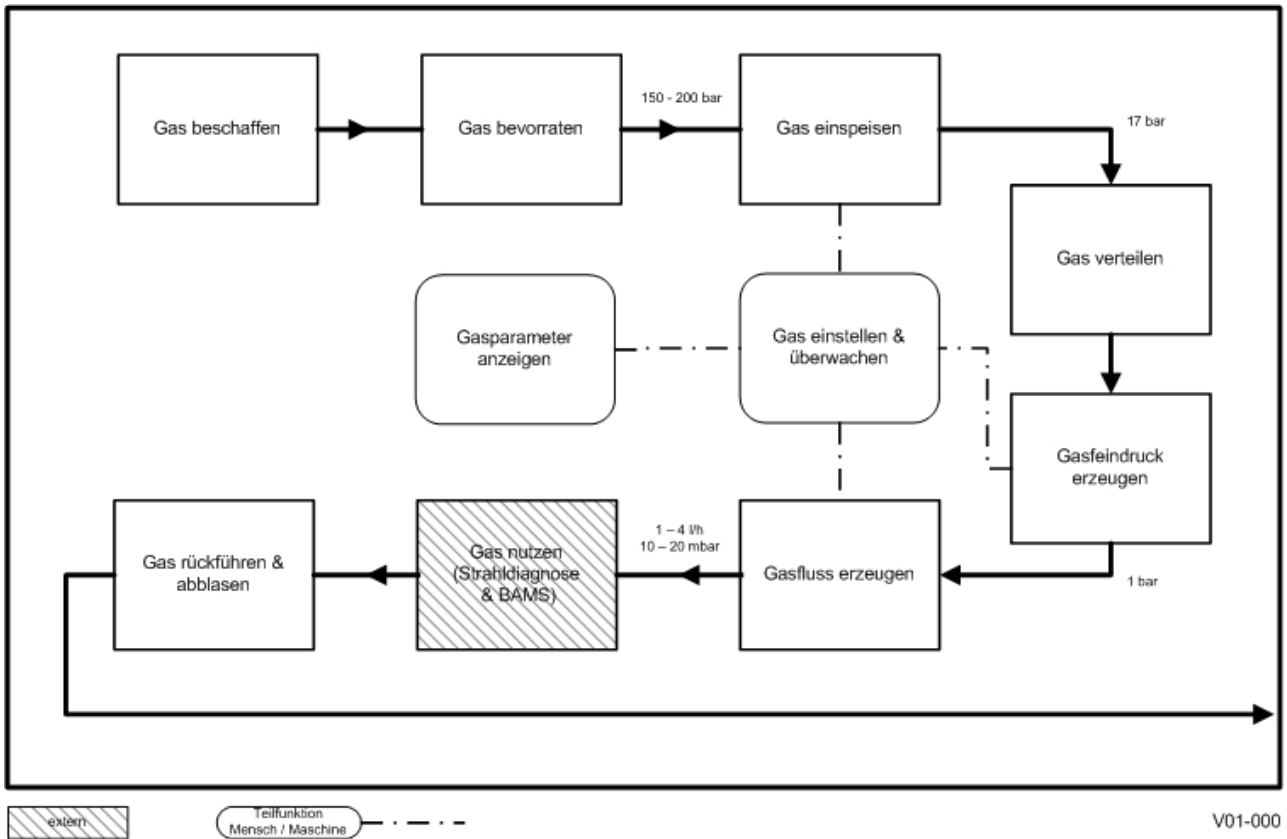 Gas beschaffen
Gas bevorraten
150 - 200 bar
Gas einspeisen
17 bar
Gas verteilen
Gasparameter
anzeigen
Gas einstellen &
überwachen
Gasfeindruck
erzeugen
1 bar
Gasfluss erzeugen
1 – 4 l/h
10 – 20 mbar
Gas nutzen
(Strahldiagnose
& BAMS)
Gas rückführen &
abblasen
extern
Teilfunktion
Mensch / Maschine
V01-000